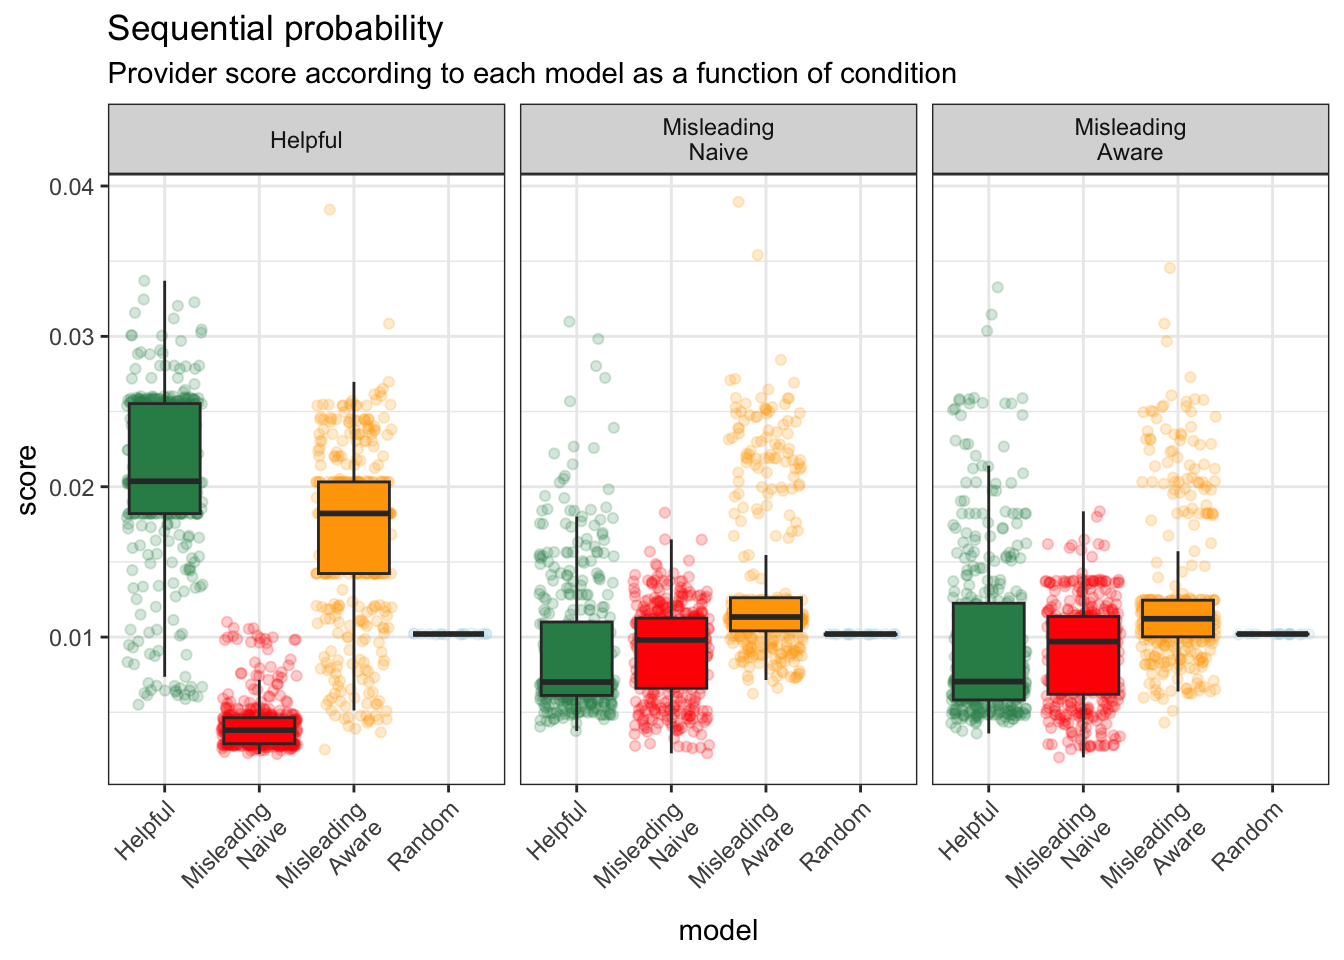 Sequential probability
Provider score according to each model as a function of condition
Helpful
Misleading
Naive
Misleading
Aware
0.04
0.03
0.02
0.01
score
Helpful
Misleading
Naive
Misleading
Aware
Random
Helpful
Misleading
Naive
Misleading
Aware
Random
Helpful
Misleading
Naive
Misleading
Aware
Random
model